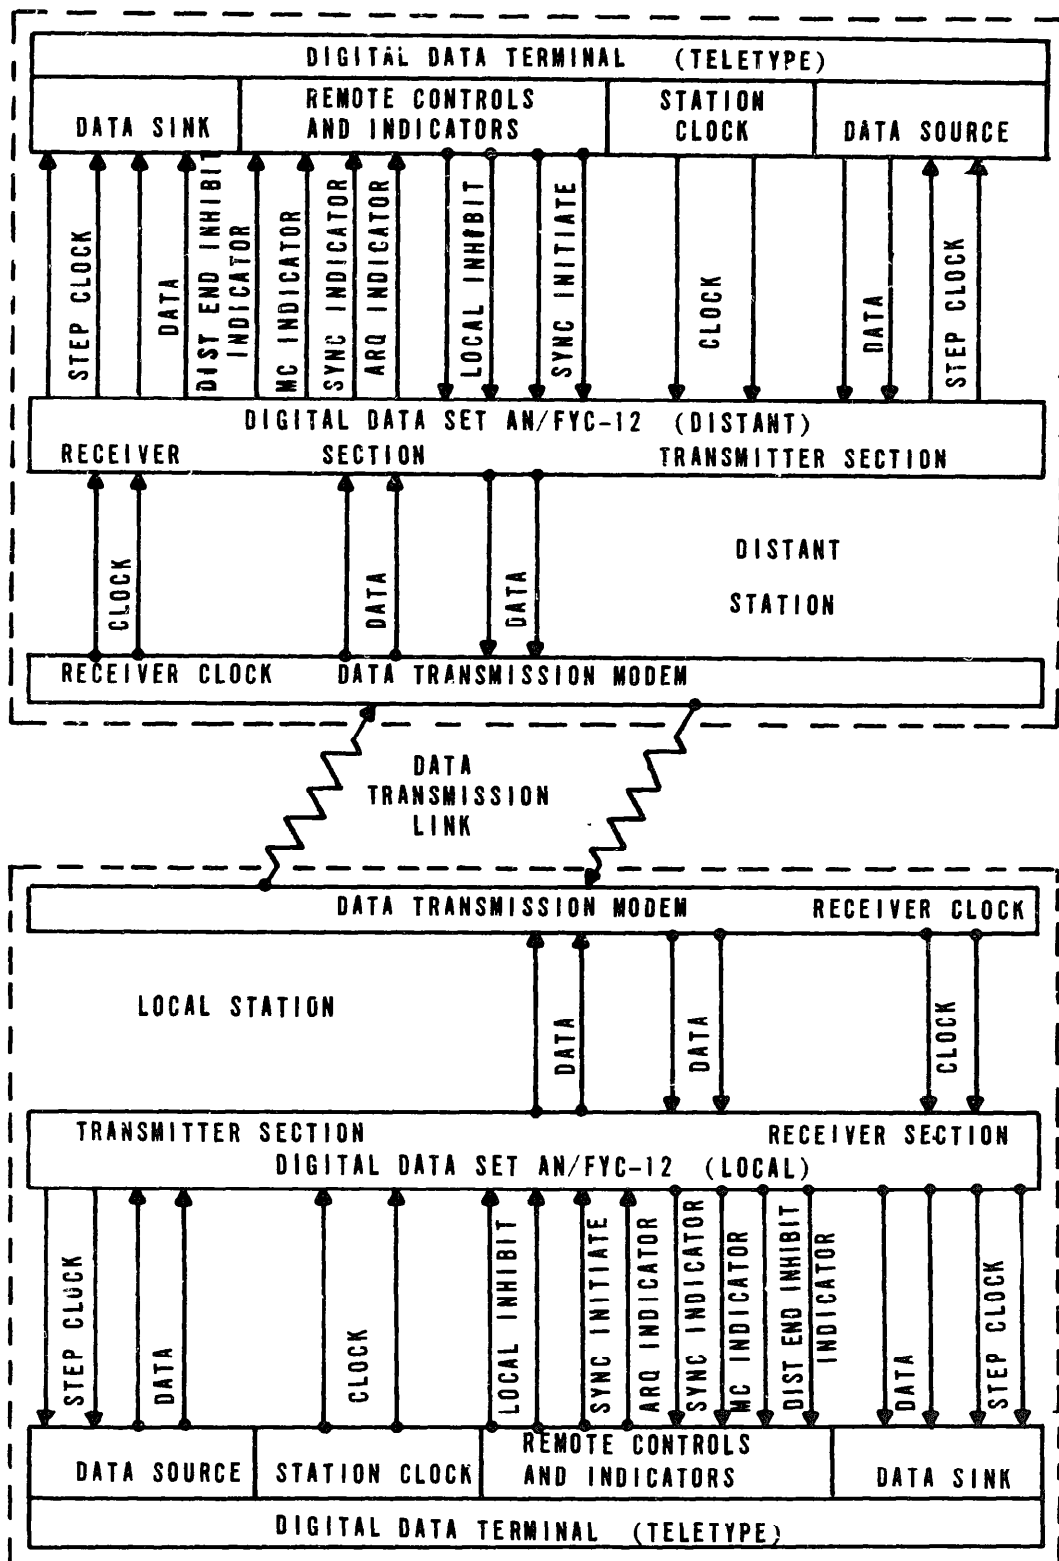 DIGITAL DATA TERMINAL (TELETYPE)
DATA SINK
REMOTE CONTROLS
AND INDICATORS
STATION
CLOCK
DATA SOURCE
STEP CLOCK
DATA
DIST END INHIBIT
INDICATOR
MC INDICATOR
SYNC INDICATOR
ARQ INDICATOR
LOCAL INHIBIT
SYNC INITIATE
CLOCK
DATA
STEP CLOCK
DIGITAL DATA SET AN/FYC-12 (DISTANT)
RECEIVER SECTION TRANSMITTER SECTION
CLOCK
DATA
DATA
DISTANT
STATION
RECEIVER CLOCK DATA TRANSMISSION MODEM
DATA
TRANSMISSION
LINK
DATA TRANSMISSION MODEM RECEIVER CLOCK
LOCAL STATION
DATA
DATA
CLOCK
TRANSMITTER SECTION RECEIVER SECTION
DIGITAL DATA SET AN/FYC-12 (LOCAL)
STEP CLOCK
DATA
CLOCK
LOCAL INHIBIT
SYNC INITIATE
ARQ INDICATOR
SYNC INDICATOR
MC INDICATOR
DIST END INHIBIT
INDICATOR
DATA
STEP CLOCK
DATA SOURCE
STATION CLOCK
REMOTE CONTROLS
AND INDICATORS
DATA SINK
DIGITAL DATA TERMINAL (TELETYPE)